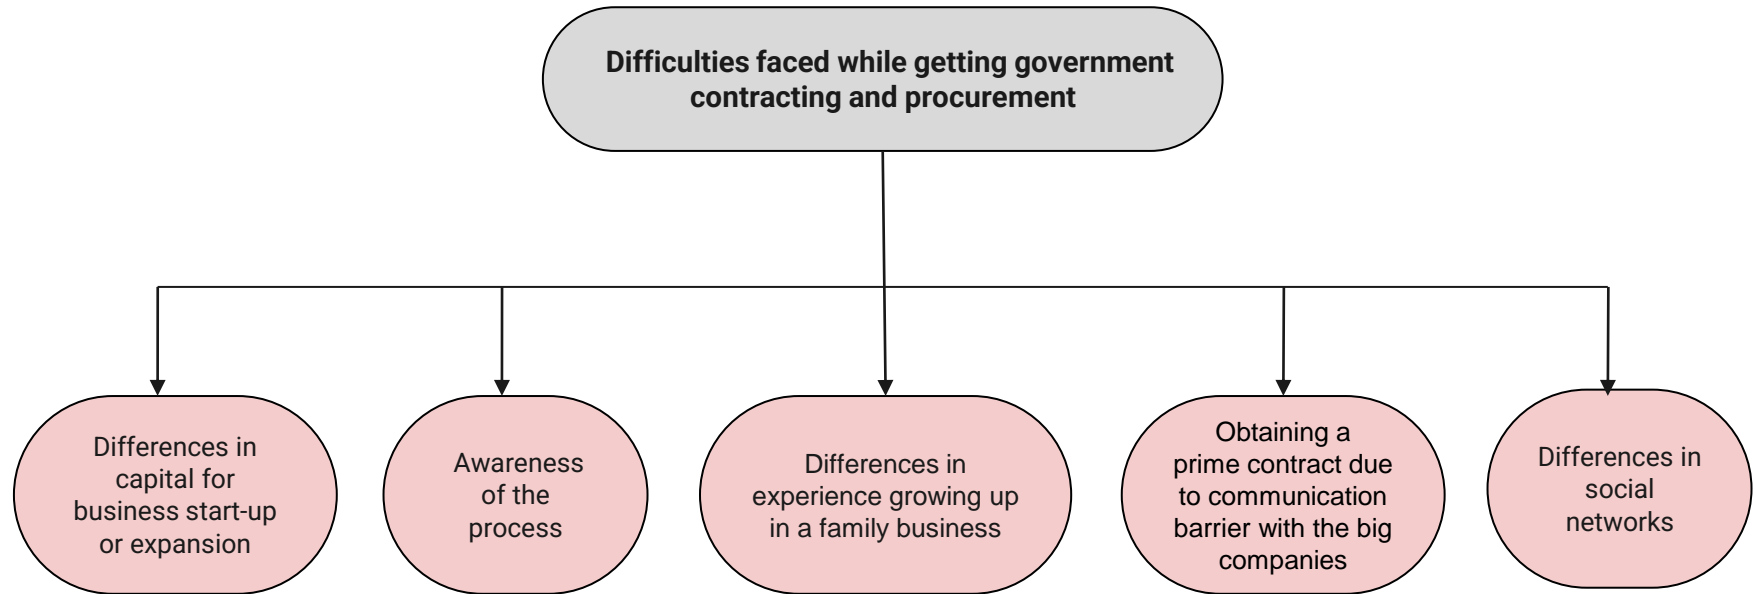 Difficulties faced while getting government
contracting and procurement
Differences in
capital for
business start-up
or expansion
Awareness
of the
process
Differences in
experience growing up
in a family business
Obtaining a
prime contract due
to communication
barrier with the big
companies
Differences in
social
networks